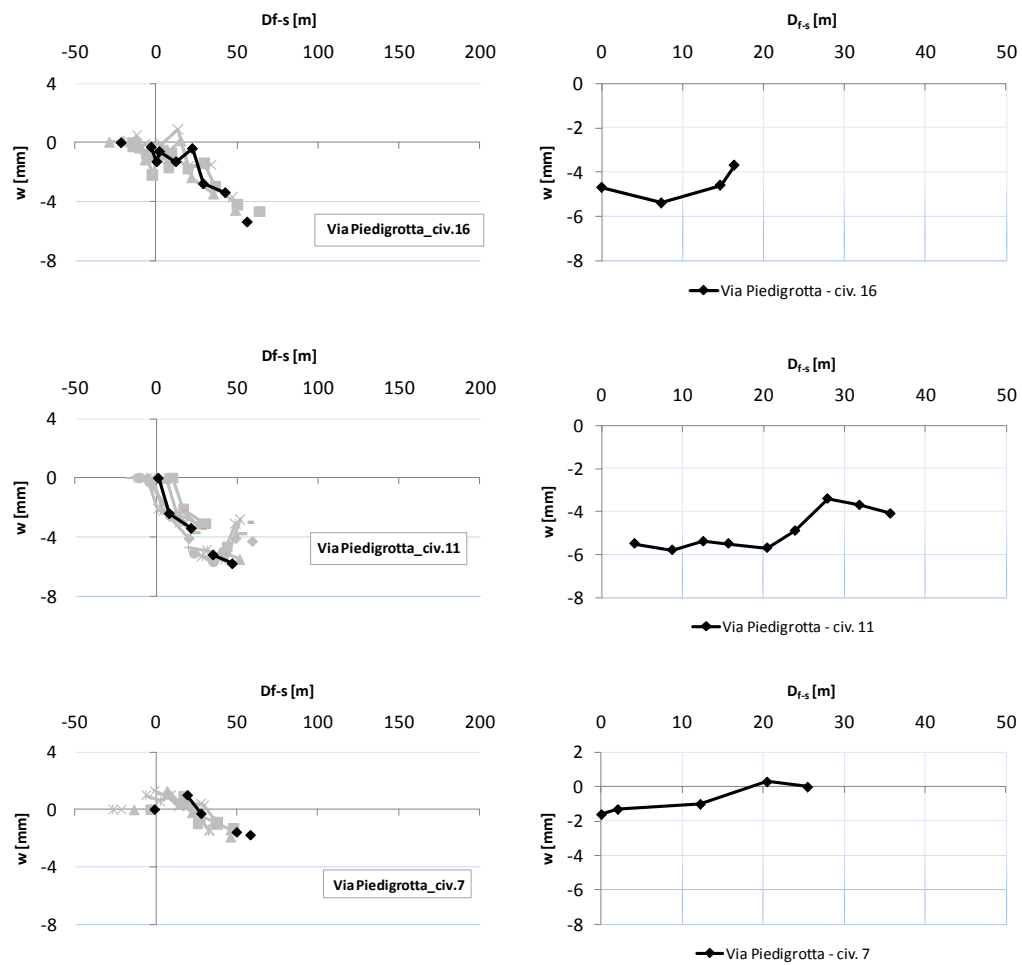 Df-s [m]
-50 0 50 100 150 200
4
0
-4
-8
w [mm]
Via Piedigrotta_civ.16
Df-s [m]
0 10 20 30 40 50
0
-2
-4
-6
-8
w [mm]
Via Piedigrotta - civ. 16
Df-s [m]
-50 0 50 100 150 200
4
0
-4
-8
w [mm]
Via Piedigrotta_civ.11
Df-s [m]
0 10 20 30 40 50
0
-2
-4
-6
-8
w [mm]
Via Piedigrotta - civ. 11
Df-s [m]
-50 0 50 100 150 200
4
0
-4
-8
w [mm]
Via Piedigrotta_civ.7
Df-s [m]
0 10 20 30 40 50
2
0
-2
-4
-6
-8
w [mm]
Via Piedigrotta - civ. 7